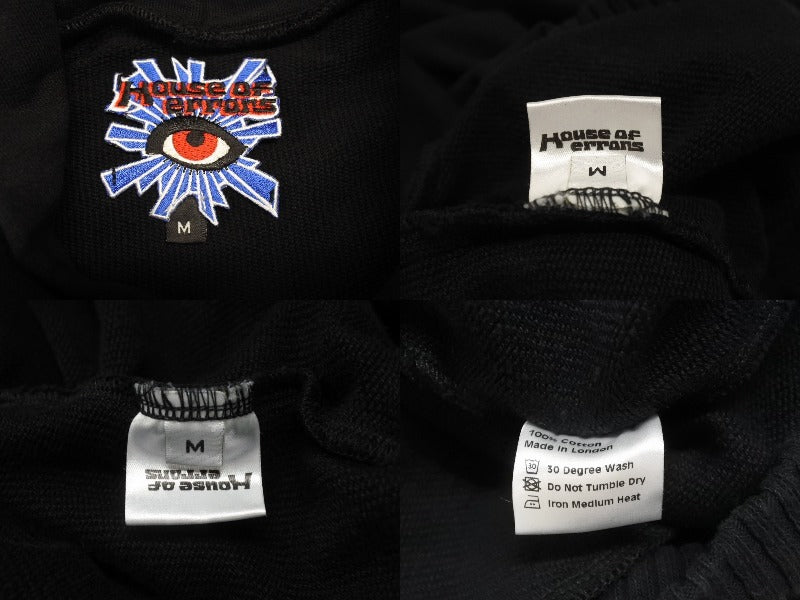 House of
errors
M
House of
errors
M
M
House of
errors
100% Cotton
Made in London
30
30 Degree Wash
Do Not Tumble Dry
Iron Medium Heat